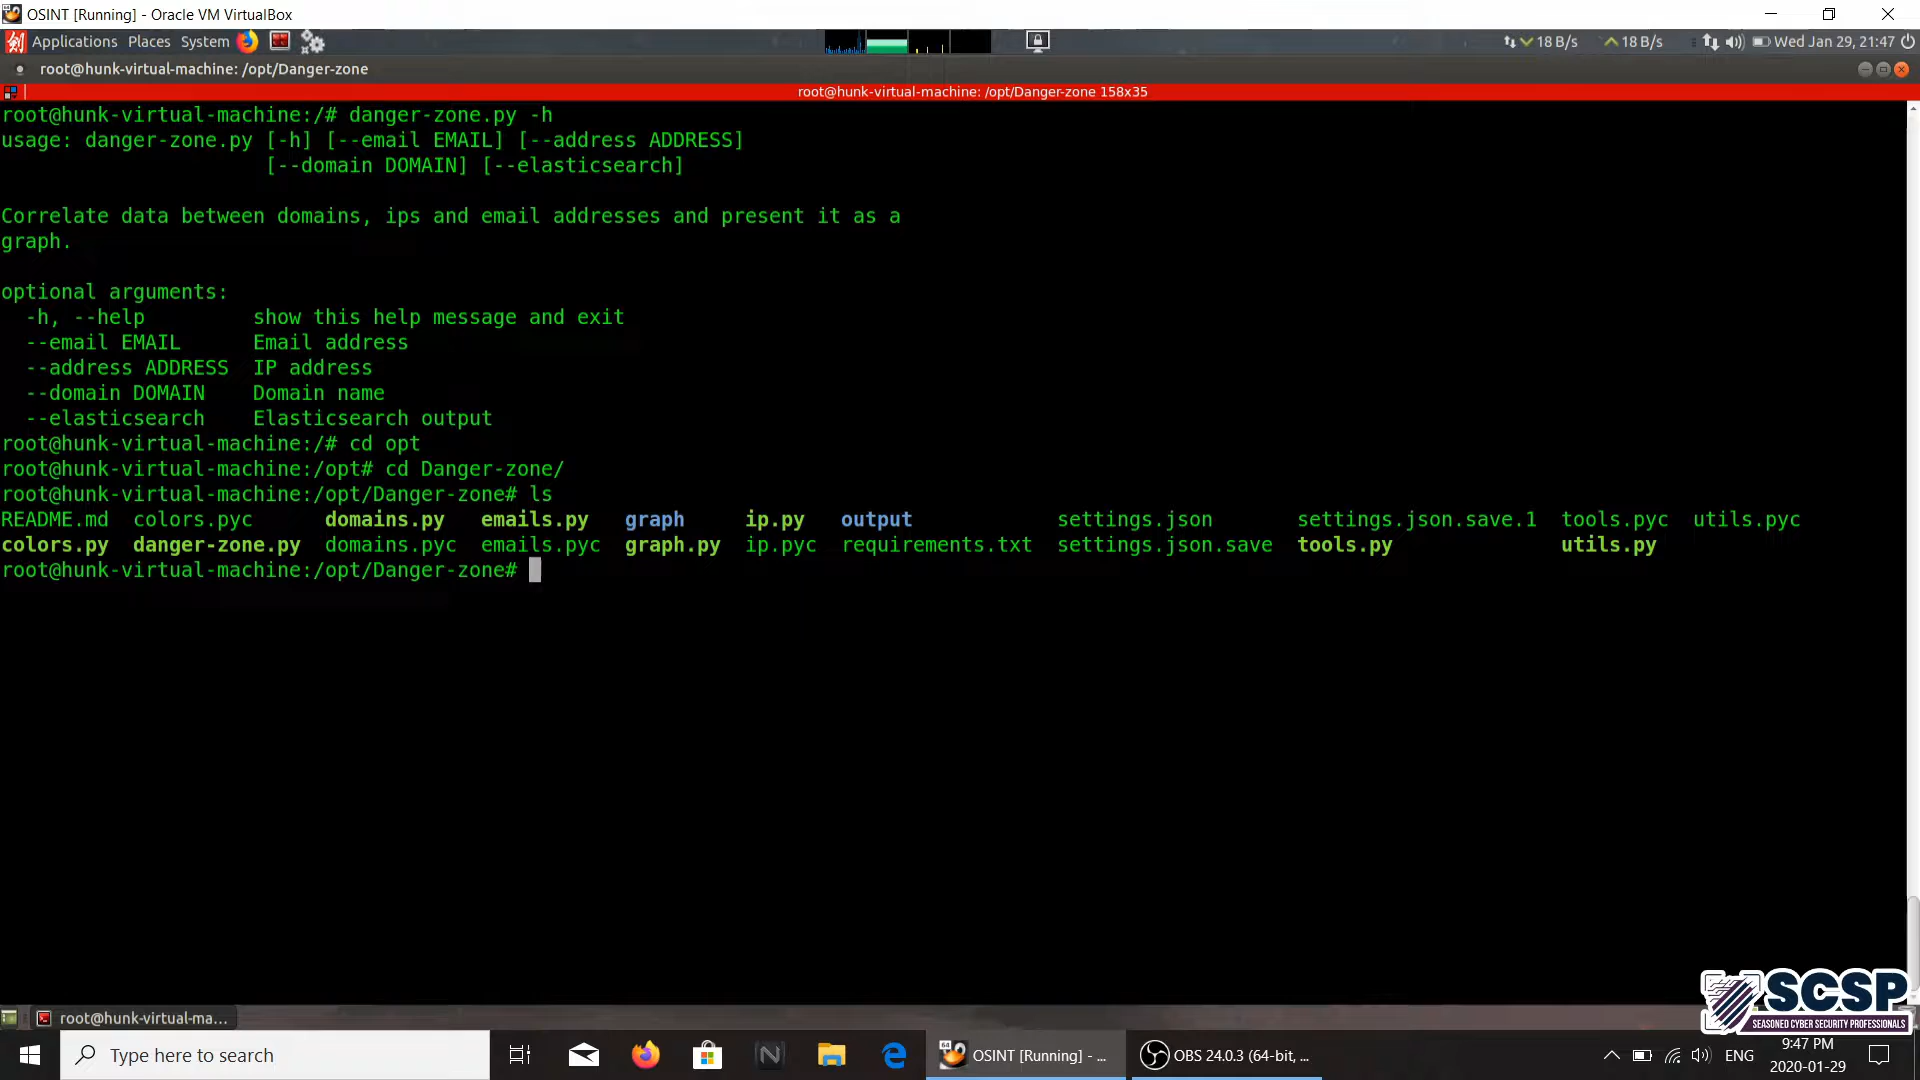 OSINT [Running] - Oracle VM VirtualBox
Applications Places System 18 B/s 18 B/s Wed Jan 29, 21:47
root@hunk-virtual-machine: /opt/Danger-zone
root@hunk-virtual-machine: /opt/Danger-zone 158x35
root@hunk-virtual-machine:/# danger-zone.py -h
usage: danger-zone.py [-h] [--email EMAIL] [--address ADDRESS]
[--domain DOMAIN] [--elasticsearch]
Correlate data between domains, ips and email addresses and present it as a
graph.
optional arguments:
-h, --help show this help message and exit
--email EMAIL Email address
--address ADDRESS IP address
--domain DOMAIN Domain name
--elasticsearch Elasticsearch output
root@hunk-virtual-machine:/# cd opt
root@hunk-virtual-machine:/opt# cd Danger-zone/
root@hunk-virtual-machine:/opt/Danger-zone# ls
README.md colors.pyc domains.py emails.py graph ip.py output settings.json settings.json.save.1 tools.pyc utils.pyc
colors.py danger-zone.py domains.pyc emails.pyc graph.py ip.pyc requirements.txt settings.json.save tools.py utils.py
root@hunk-virtual-machine:/opt/Danger-zone#
root@hunk-virtual-ma...
SCSP
SEASONED CYBER SECURITY PROFESSIONALS
Type here to search
64
OSINT [Running] - ...
OBS 24.0.3 (64-bit, ...
ENG
9:47 PM
2020-01-29